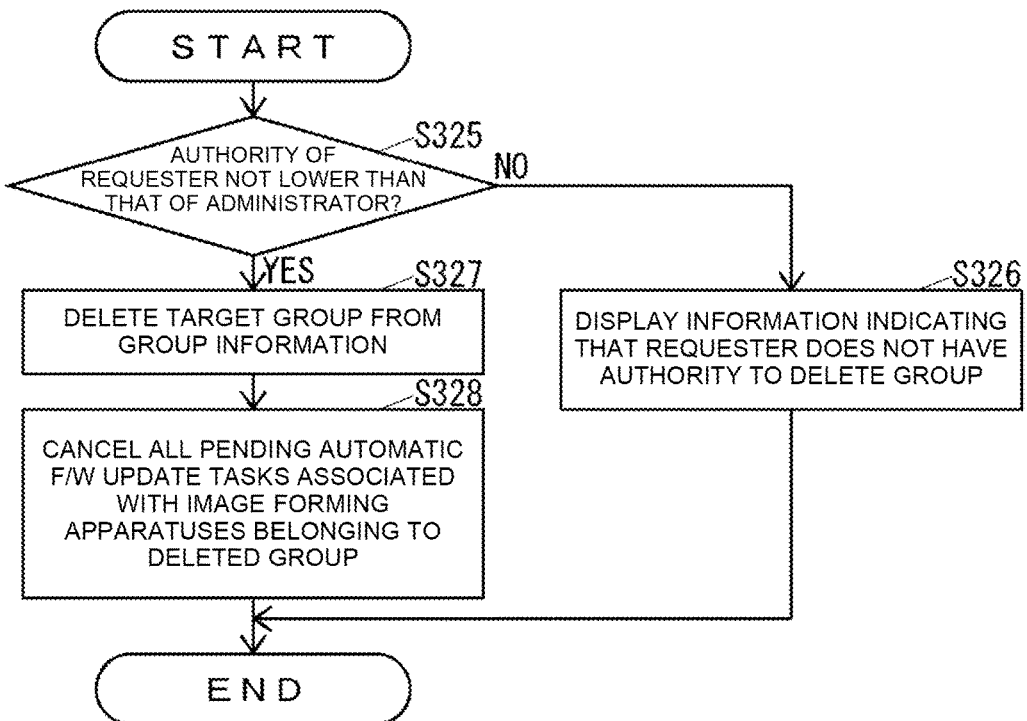 START
S325
AUTHORITY OF
REQUESTER NOT LOWER THAN
THAT OF ADMINISTRATOR?
NO
YES
S327
DELETE TARGET GROUP FROM
GROUP INFORMATION
S326
DISPLAY INFORMATION INDICATING
THAT REQUESTER DOES NOT HAVE
AUTHORITY TO DELETE GROUP
S328
CANCEL ALL PENDING AUTOMATIC
F/W UPDATE TASKS ASSOCIATED
WITH IMAGE FORMING
APPARATUSES BELONGING TO
DELETED GROUP
END